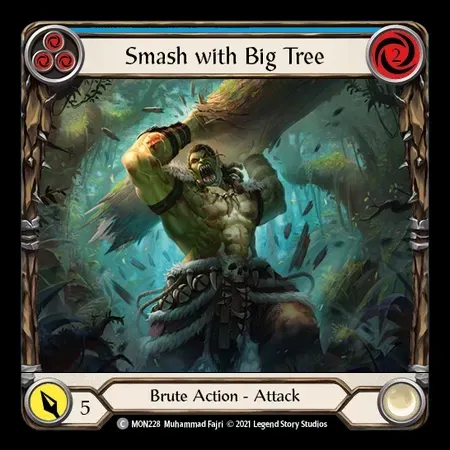 Smash with Big Tree
2
5
Brute Action - Attack
C MON228 Muhammad Fajri © 2021 Legend Story Studios